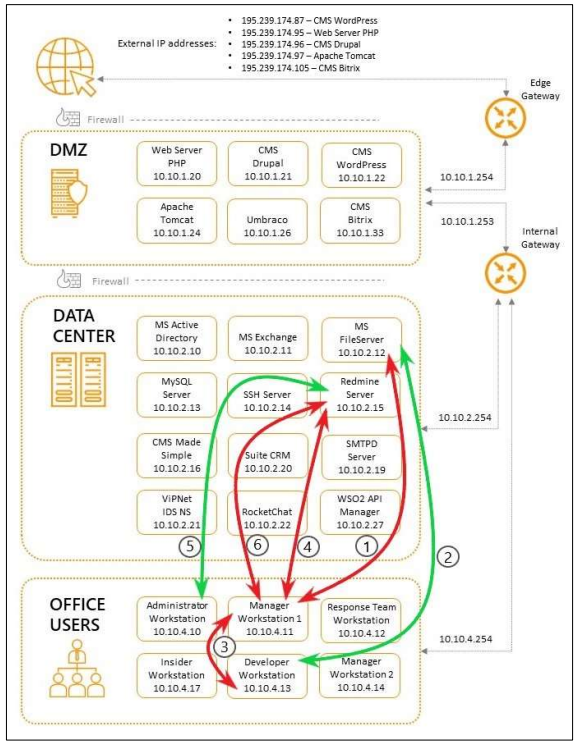 External IP addresses:
• 195.239.174.87 – CMS WordPress
• 195.239.174.95 – Web Server PHP
• 195.239.174.96 – CMS Drupal
• 195.239.174.97 – Apache Tomcat
• 195.239.174.105 – CMS Bitrix
Edge
Gateway
Firewall
DMZ
Web Server
PHP
10.10.1.20
CMS
Drupal
10.10.1.21
CMS
WordPress
10.10.1.22
10.10.1.254
Apache
Tomcat
10.10.1.24
Umbraco
10.10.1.26
CMS
Bitrix
10.10.1.33
10.10.1.253
Internal
Gateway
Firewall
DATA
CENTER
MS Active
Directory
10.10.2.10
MS Exchange
10.10.2.11
MS
FileServer
10.10.2.12
MySQL
Server
10.10.2.13
SSH Server
10.10.2.14
Redmine
Server
10.10.2.15
10.10.2.254
CMS Made
Simple
10.10.2.16
Suite CRM
10.10.2.20
SMTPD
Server
10.10.2.19
ViPNet
IDS NS
10.10.2.21
RocketChat
10.10.2.22
WSO2 API
Manager
10.10.2.27
5
6
4
1
2
OFFICE
USERS
Administrator
Workstation
10.10.4.10
Manager
Workstation 1
10.10.4.11
Response Team
Workstation
10.10.4.12
10.10.4.254
3
Insider
Workstation
10.10.4.17
Developer
Workstation
10.10.4.13
Manager
Workstation 2
10.10.4.14